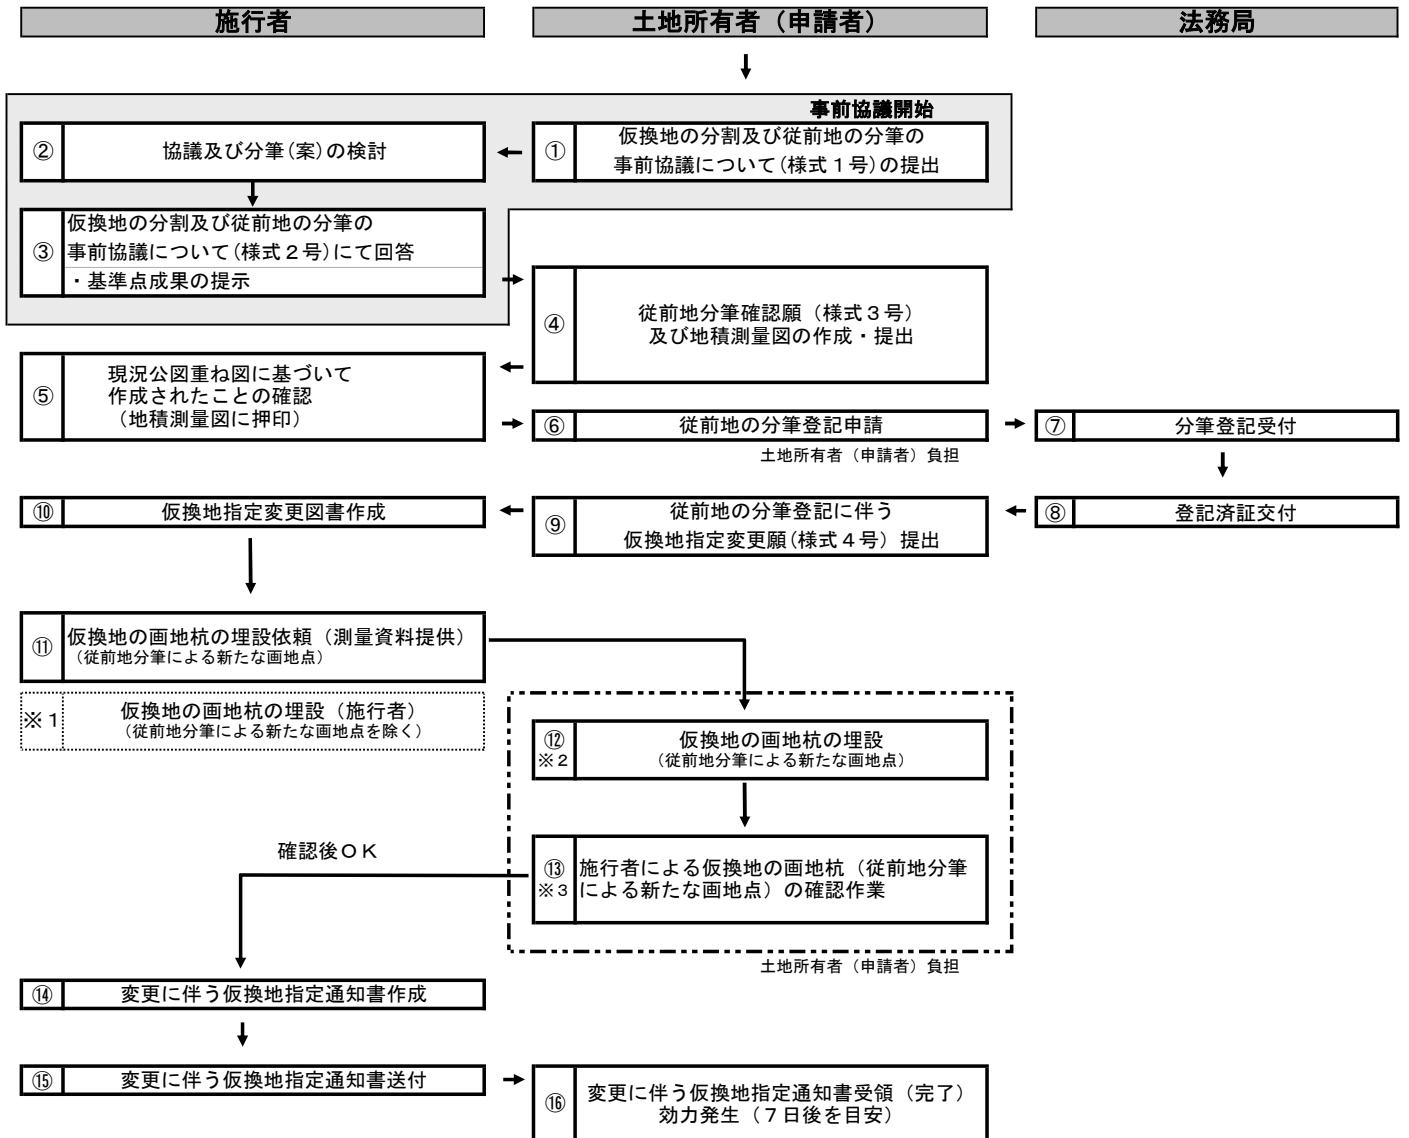 施行者
土地所有者（申請者）
法務局
事前協議開始
①
仮換地の分割及び従前地の分筆の
事前協議について(様式１号)の提出
②
協議及び分筆(案)の検討
③
仮換地の分割及び従前地の分筆の
事前協議について(様式２号)にて回答
・基準点成果の提示
④
従前地分筆確認願（様式３号）
及び地積測量図の作成・提出
⑤
現況公図重ね図に基づいて
作成されたことの確認
（地積測量図に押印）
⑥
従前地の分筆登記申請
土地所有者（申請者）負担
⑦
分筆登記受付
⑧
登記済証交付
⑨
従前地の分筆登記に伴う
仮換地指定変更願(様式４号）提出
⑩
仮換地指定変更図書作成
⑪
仮換地の画地杭の埋設依頼（測量資料提供）
（従前地分筆による新たな画地点）
※１
仮換地の画地杭の埋設（施行者）
（従前地分筆による新たな画地点を除く）
⑫
※２
仮換地の画地杭の埋設
（従前地分筆による新たな画地点）
⑬
※３
施行者による仮換地の画地杭（従前地分筆
による新たな画地点）の確認作業
土地所有者（申請者）負担
確認後ＯＫ
⑭
変更に伴う仮換地指定通知書作成
⑮
変更に伴う仮換地指定通知書送付
⑯
変更に伴う仮換地指定通知書受領（完了）
効力発生（７日後を目安）